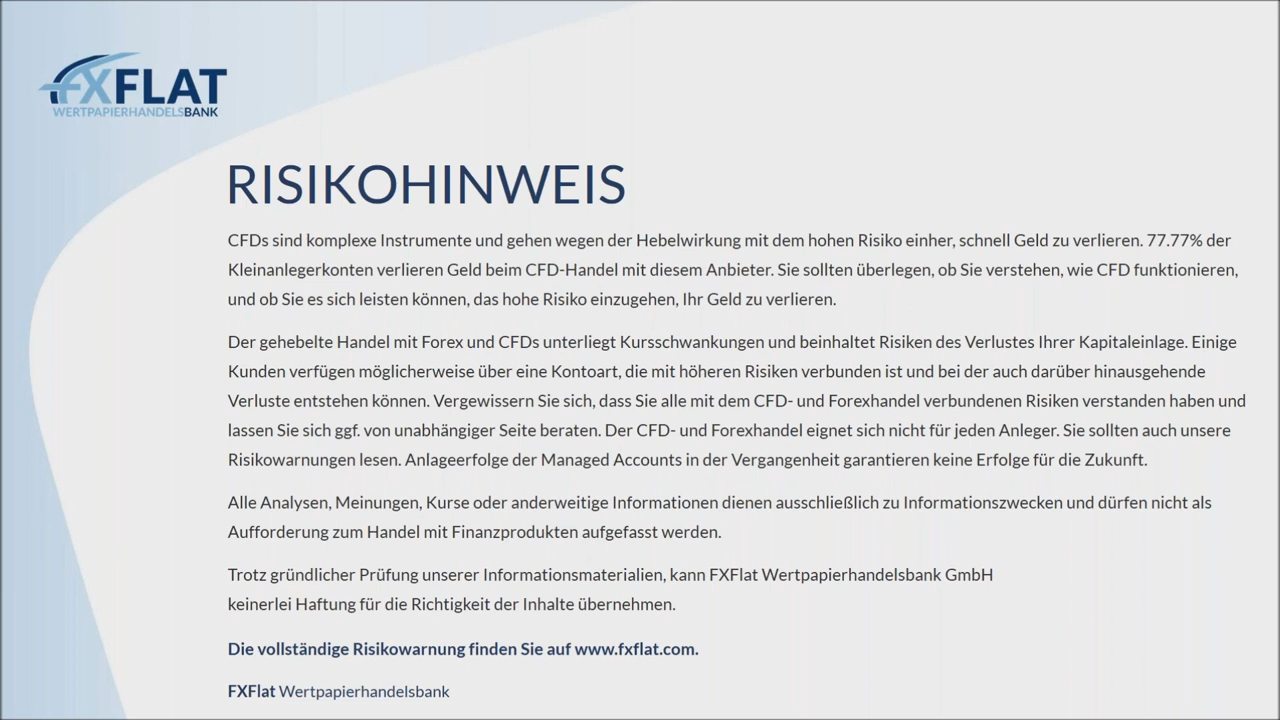 FXFLAT
WERTPAPIERHANDELSBANK
RISIKOHINWEIS
CFDs sind komplexe Instrumente und gehen wegen der Hebelwirkung mit dem hohen Risiko einher, schnell Geld zu verlieren. 77.77% der
Kleinanlegerkonten verlieren Geld beim CFD-Handel mit diesem Anbieter. Sie sollten überlegen, ob Sie verstehen, wie CFD funktionieren,
und ob Sie es sich leisten können, das hohe Risiko einzugehen, Ihr Geld zu verlieren.
Der gehebelte Handel mit Forex und CFDs unterliegt Kursschwankungen und beinhaltet Risiken des Verlustes Ihrer Kapitaleinlage. Einige
Kunden verfügen möglicherweise über eine Kontoart, die mit höheren Risiken verbunden ist und bei der auch darüber hinausgehende
Verluste entstehen können. Vergewissern Sie sich, dass Sie alle mit dem CFD- und Forexhandel verbundenen Risiken verstanden haben und
lassen Sie sich ggf. von unabhängiger Seite beraten. Der CFD- und Forexhandel eignet sich nicht für jeden Anleger. Sie sollten auch unsere
Risikowarnungen lesen. Anlageerfolge der Managed Accounts in der Vergangenheit garantieren keine Erfolge für die Zukunft.
Alle Analysen, Meinungen, Kurse oder anderweitige Informationen dienen ausschließlich zu Informationszwecken und dürfen nicht als
Aufforderung zum Handel mit Finanzprodukten aufgefasst werden.
Trotz gründlicher Prüfung unserer Informationsmaterialien, kann FXFlat Wertpapierhandelsbank GmbH
keinerlei Haftung für die Richtigkeit der Inhalte übernehmen.
Die vollständige Risikowarnung finden Sie auf www.fxflat.com.
FXFlat Wertpapierhandelsbank